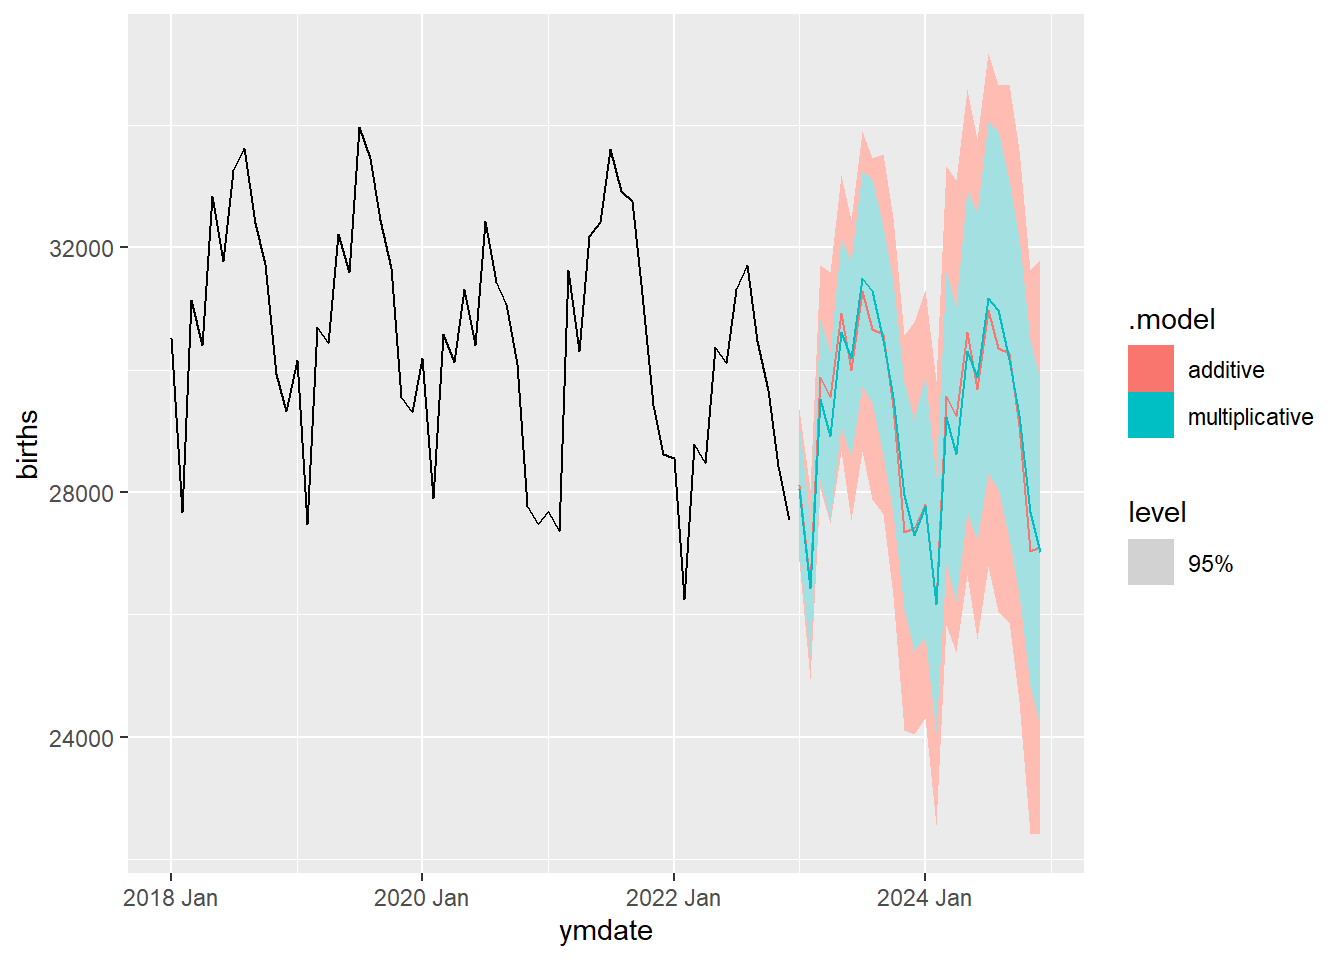 births
32000
28000
24000
2018 Jan
2020 Jan
2022 Jan
2024 Jan
ymdate
.model
additive
multiplicative
level
95%